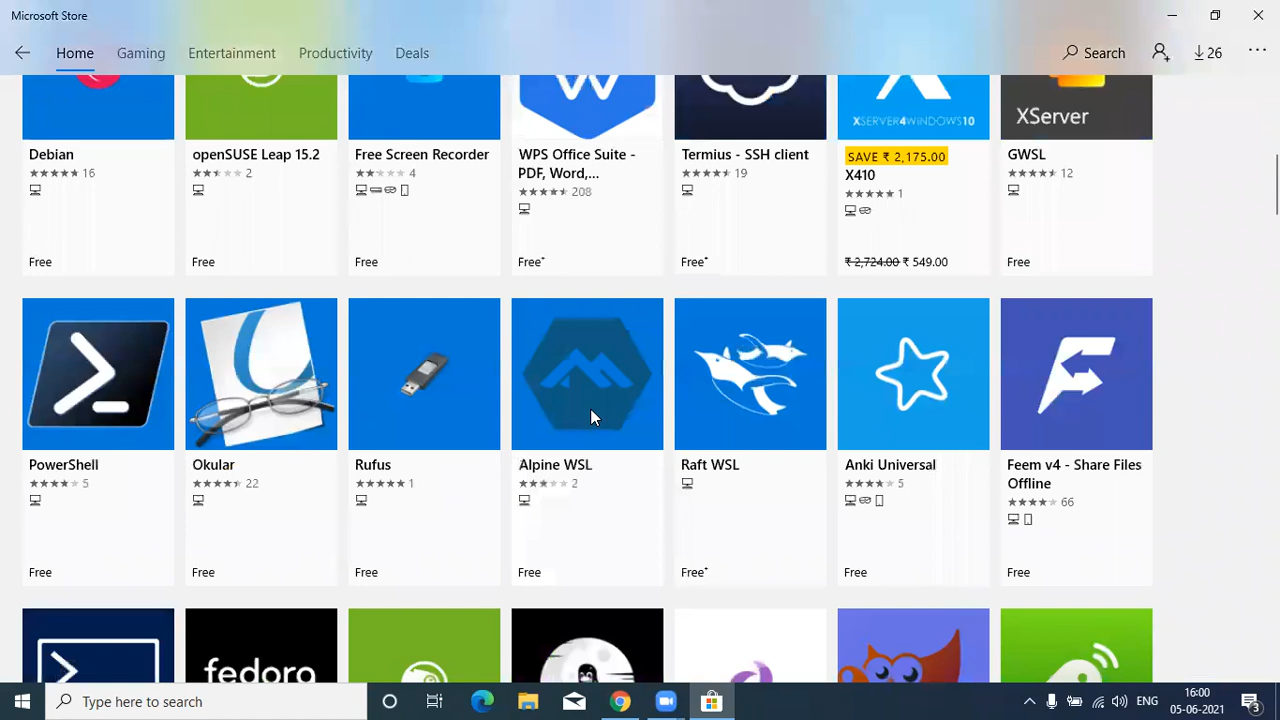 Microsoft Store
Home Gaming Entertainment Productivity Deals Search 26
W XSERVER4WINDOWS10 XServer
Debian openSUSE Leap 15.2 Free Screen Recorder WPS Office Suite - Termius - SSH client SAVE ₹ 2,175.00 GWSL
PDF, Word,... X410
16 2 4 208 19 1 12
Free Free Free Free* Free* ₹ 2,724.00 ₹ 549.00 Free
PowerShell Okular Rufus Alpine WSL Raft WSL Anki Universal Feem v4 - Share Files
Offline
5 22 1 2 5 66
Free Free Free Free Free* Free Free
fedora
Type here to search ENG 16:00
05-06-2021 3